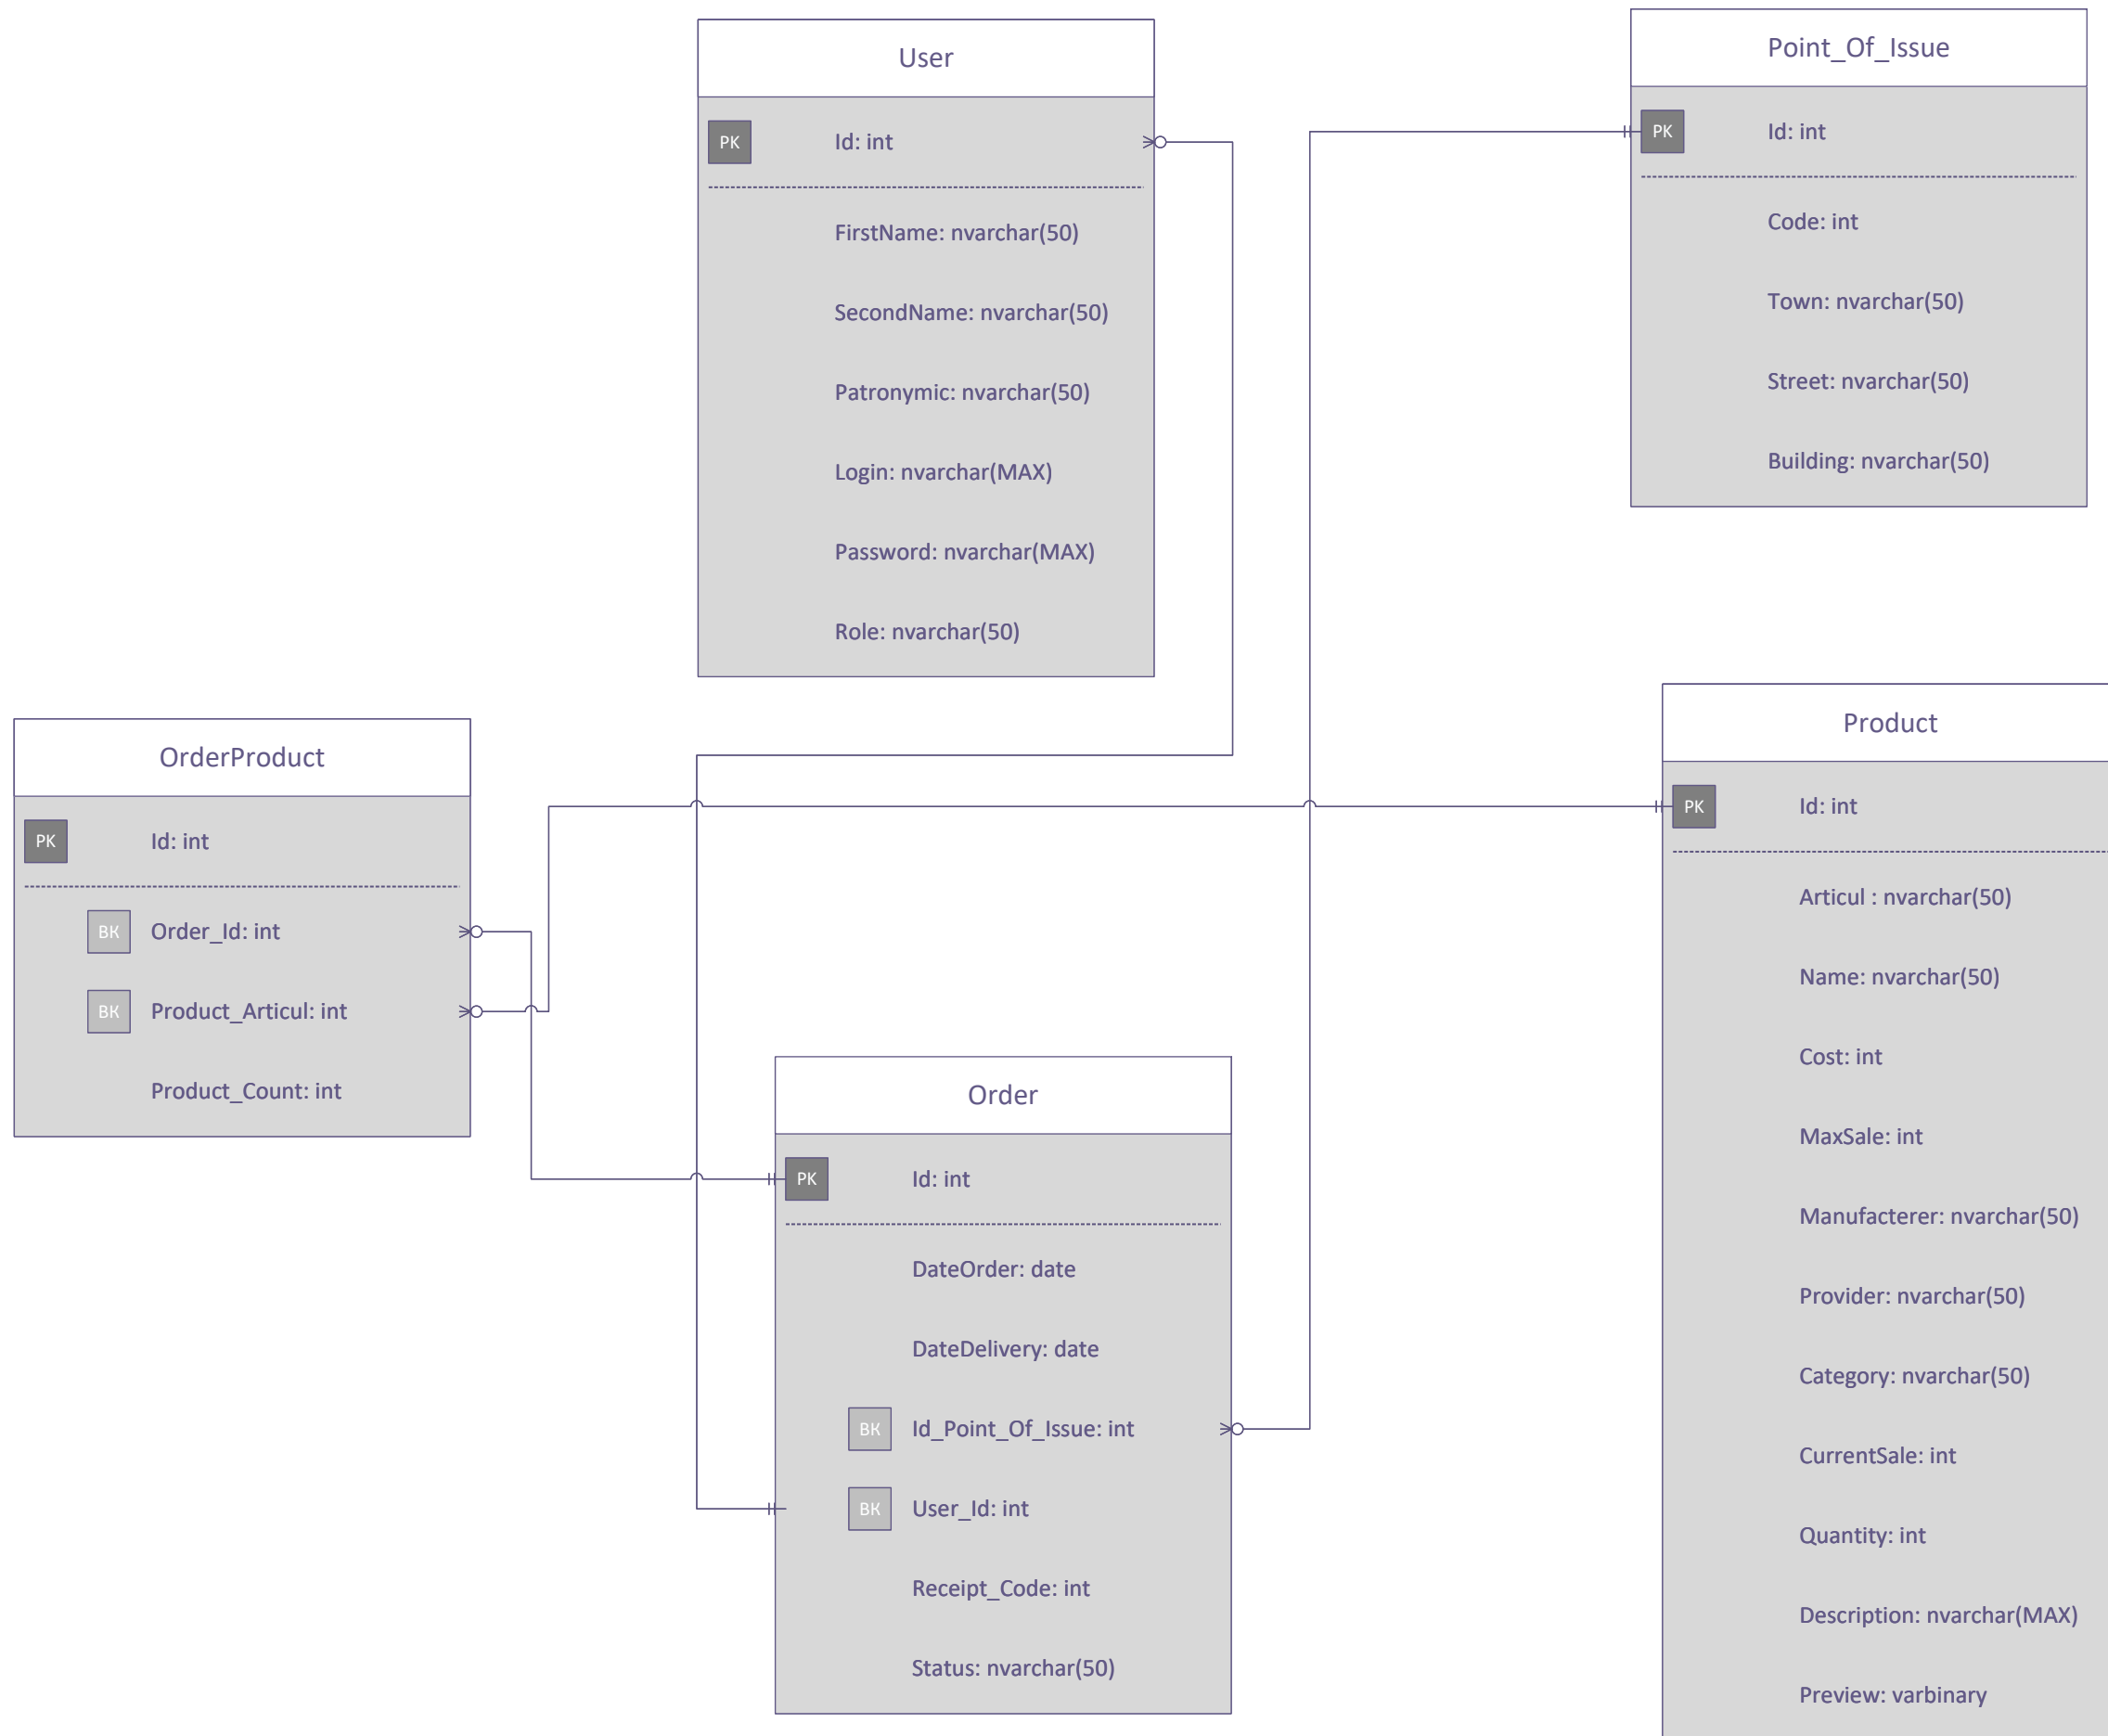 User
PK Id: int
FirstName: nvarchar(50)
SecondName: nvarchar(50)
Patronymic: nvarchar(50)
Login: nvarchar(MAX)
Password: nvarchar(MAX)
Role: nvarchar(50)
Point_Of_Issue
PK Id: int
Code: int
Town: nvarchar(50)
Street: nvarchar(50)
Building: nvarchar(50)
OrderProduct
PK Id: int
BK Order_Id: int
BK Product_Articul: int
Product_Count: int
Order
PK Id: int
DateOrder: date
DateDelivery: date
BK Id_Point_Of_Issue: int
BK User_Id: int
Receipt_Code: int
Status: nvarchar(50)
Product
PK Id: int
Articul : nvarchar(50)
Name: nvarchar(50)
Cost: int
MaxSale: int
Manufacterer: nvarchar(50)
Provider: nvarchar(50)
Category: nvarchar(50)
CurrentSale: int
Quantity: int
Description: nvarchar(MAX)
Preview: varbinary